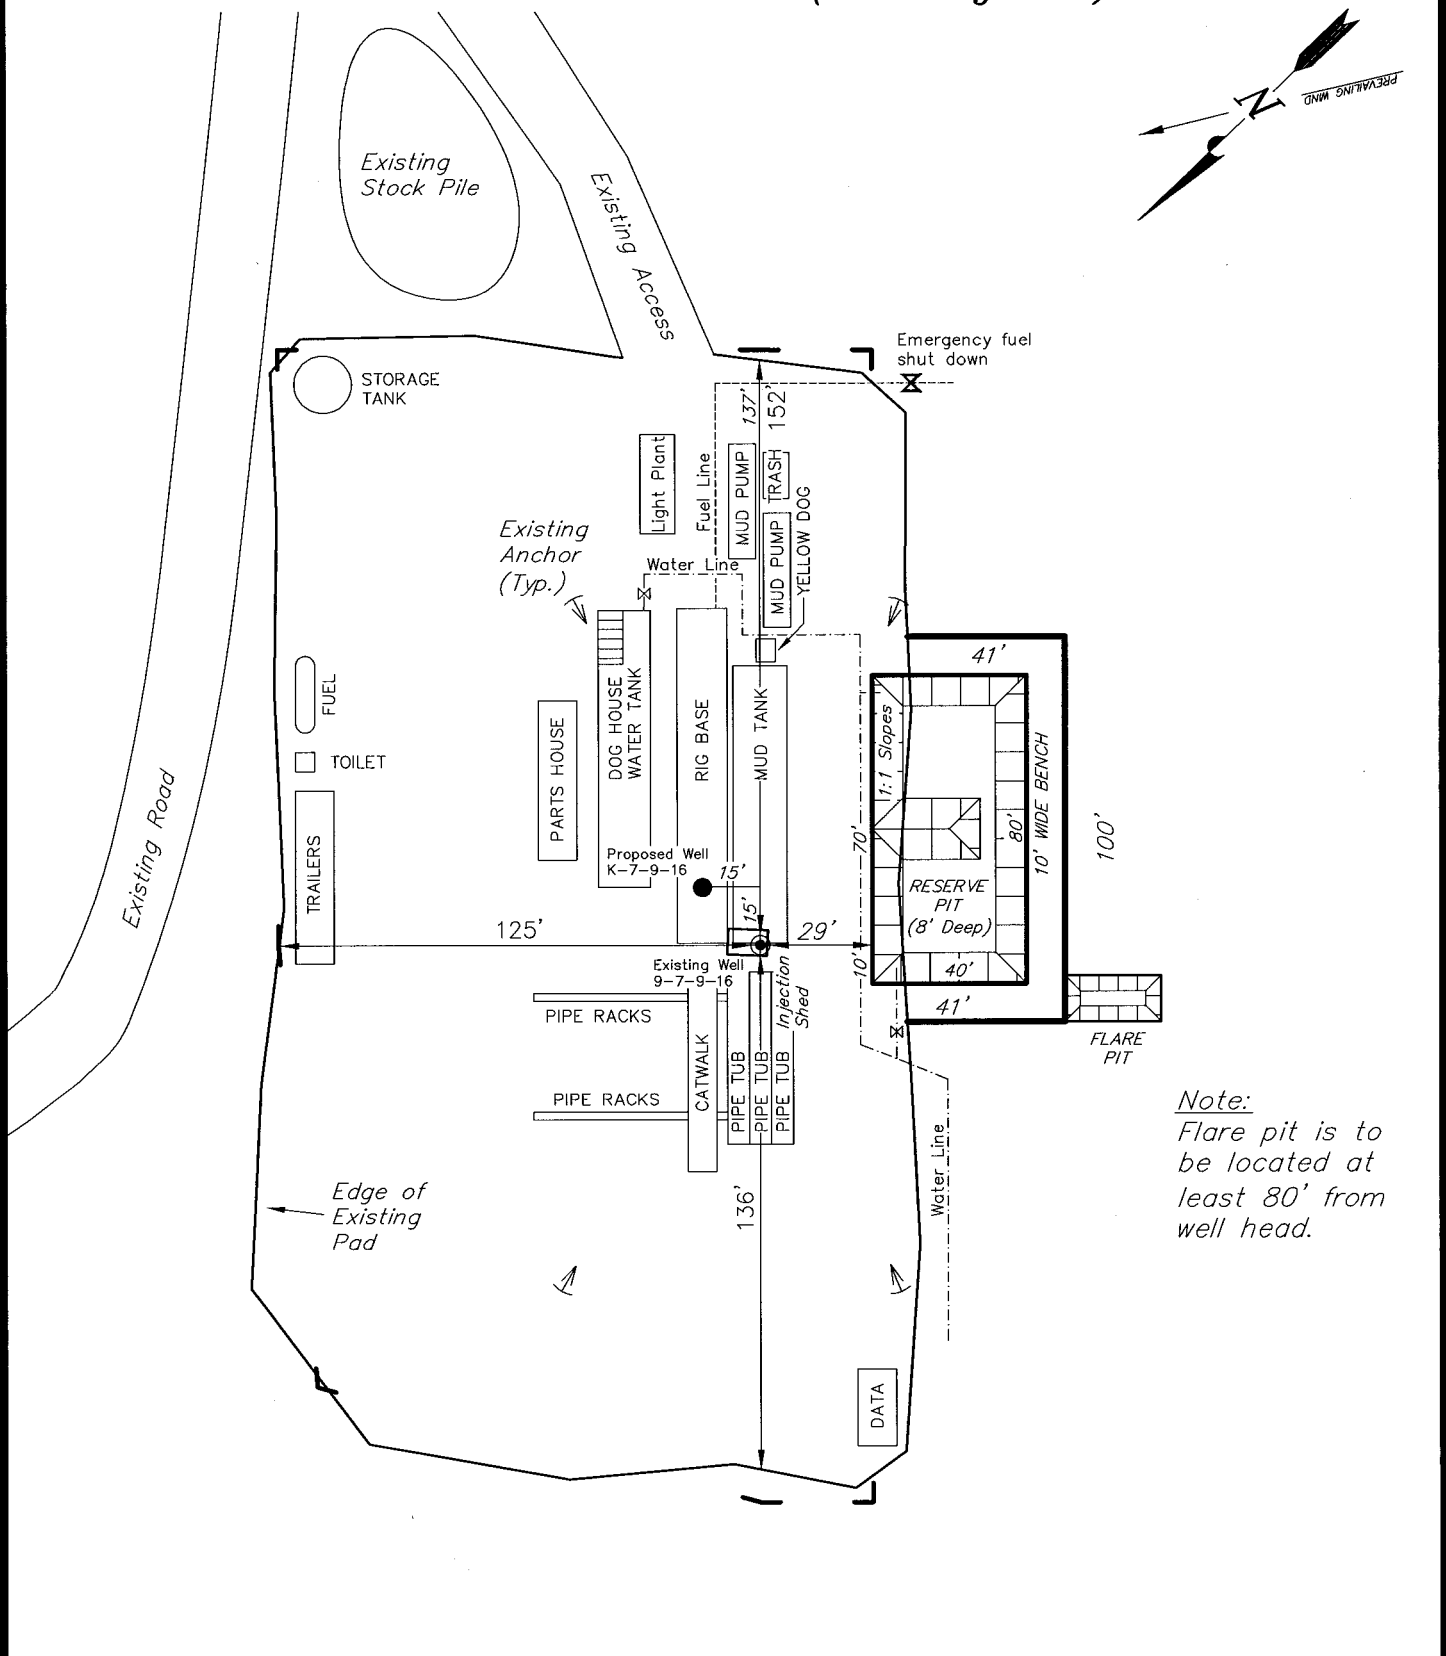 N
PREVAILING WIND
Existing
Stock Pile
Existing Access
Emergency fuel
shut down
STORAGE
TANK
137'
152'
Light Plant
Fuel Line
MUD PUMP
TRASH
MUD PUMP
YELLOW DOG
Existing
Anchor
(Typ.)
Water Line
41'
FUEL
TOILET
PARTS HOUSE
DOG HOUSE
WATER TANK
RIG BASE
MUD TANK
1:1 Slopes
10' WIDE BENCH
80'
70'
100'
Existing Road
TRAILERS
Proposed Well
K-7-9-16
15'
15'
RESERVE
PIT
(8' Deep)
125'
29'
10'
40'
Existing Well
9-7-9-16
Injection
Shed
41'
PIPE RACKS
FLARE
PIT
CATWALK
PIPE TUB
PIPE TUB
PIPE TUB
PIPE RACKS
Note:
Flare pit is to
be located at
least 80' from
well head.
Water Line
136'
Edge of
Existing
Pad
DATA